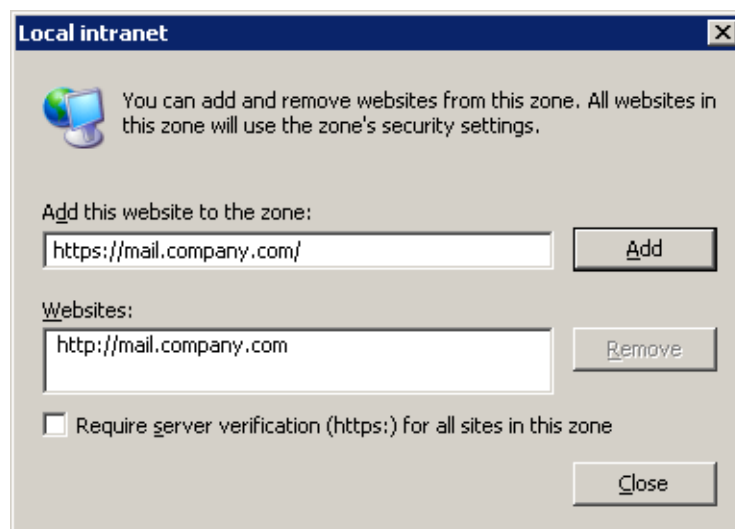 Local intranet
You can add and remove websites from this zone. All websites in
this zone will use the zone's security settings.
Add this website to the zone:
https://mail.company.com/
Add
Websites:
http://mail.company.com
Remove
Require server verification (https:) for all sites in this zone
Close